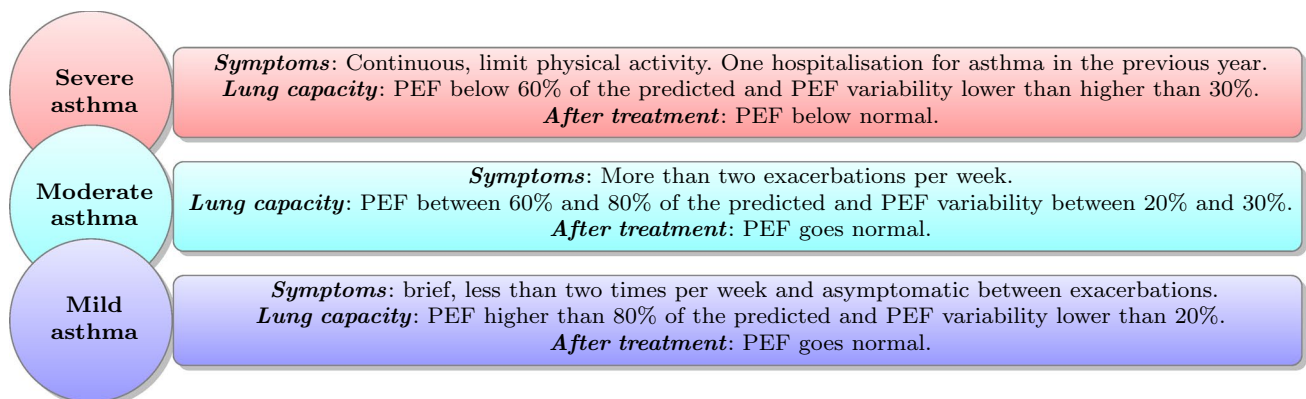 Severe
asthma
Symptoms: Continuous, limit physical activity. One hospitalisation for asthma in the previous year.
Lung capacity: PEF below 60% of the predicted and PEF variability lower than higher than 30%.
After treatment: PEF below normal.
Moderate
asthma
Symptoms: More than two exacerbations per week.
Lung capacity: PEF between 60% and 80% of the predicted and PEF variability between 20% and 30%.
After treatment: PEF goes normal.
Mild
asthma
Symptoms: brief, less than two times per week and asymptomatic between exacerbations.
Lung capacity: PEF higher than 80% of the predicted and PEF variability lower than 20%.
After treatment: PEF goes normal.